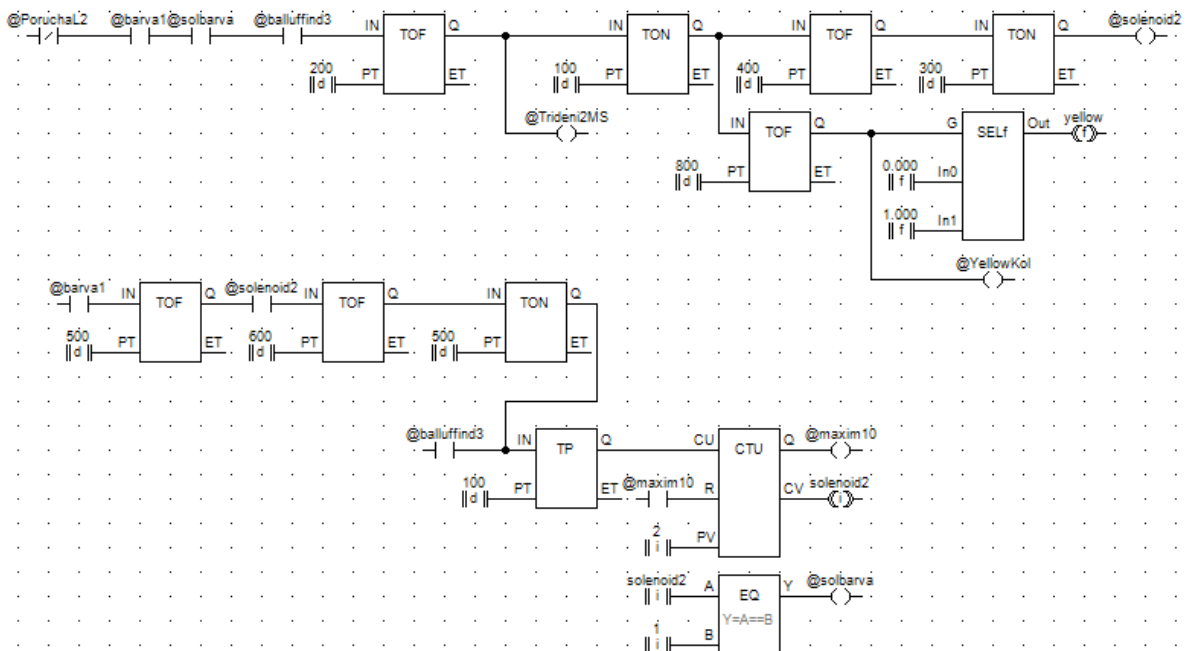 @PoruchaL2 @barva1 @solbarva @balluffind3 @solenoid2
IN TOF Q IN TON Q IN TOF Q IN TON Q
200 d PT ET 100 d PT ET 400 d PT ET 300 d PT ET
@Trideni2MS
IN TOF Q G SELf Out yellow f
800 d PT ET 0.000 f In0
1.000 f In1
@YellowKol
@barva1 IN TOF Q @solenoid2 IN TOF Q IN TON Q
500 d PT ET 600 d PT ET 500 d PT ET
@balluffind3 IN TP Q CU CTU Q @maxim10
100 d PT ET @maxim10 R CV solenoid2 i
2 i PV
solenoid2 i A EQ Y @solbarva
Y=A==B
1 i B